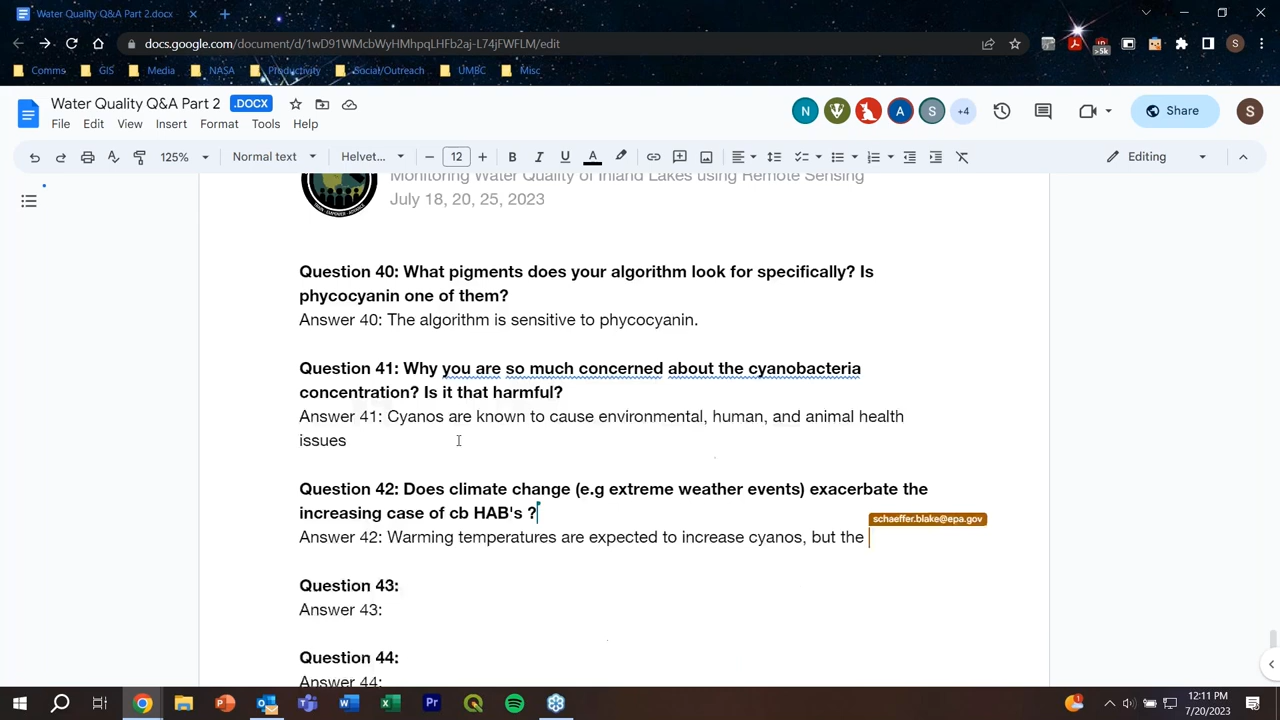 Water Quality Q&A Part 2.docx
docs.google.com/document/d/1wD91WMcbWyHMhpqLHFb2aj-L74jFWFLM/edit
>5k
S
Comms GIS Media NASA Productivity Social/Outreach UMBC Misc
Water Quality Q&A Part 2 .DOCX
N A S +4 Share S
File Edit View Insert Format Tools Help
125% Normal text Helvet... 12 B I U A Editing
Monitoring Water Quality of Inland Lakes using Remote Sensing
July 18, 20, 25, 2023
Question 40: What pigments does your algorithm look for specifically? Is
phycocyanin one of them?
Answer 40: The algorithm is sensitive to phycocyanin.
Question 41: Why you are so much concerned about the cyanobacteria
concentration? Is it that harmful?
Answer 41: Cyanos are known to cause environmental, human, and animal health
issues
Question 42: Does climate change (e.g extreme weather events) exacerbate the
increasing case of cb HAB's ?
schaeffer.blake@epa.gov
Answer 42: Warming temperatures are expected to increase cyanos, but the
Question 43:
Answer 43:
Question 44:
Answer 44:
12:11 PM
7/20/2023